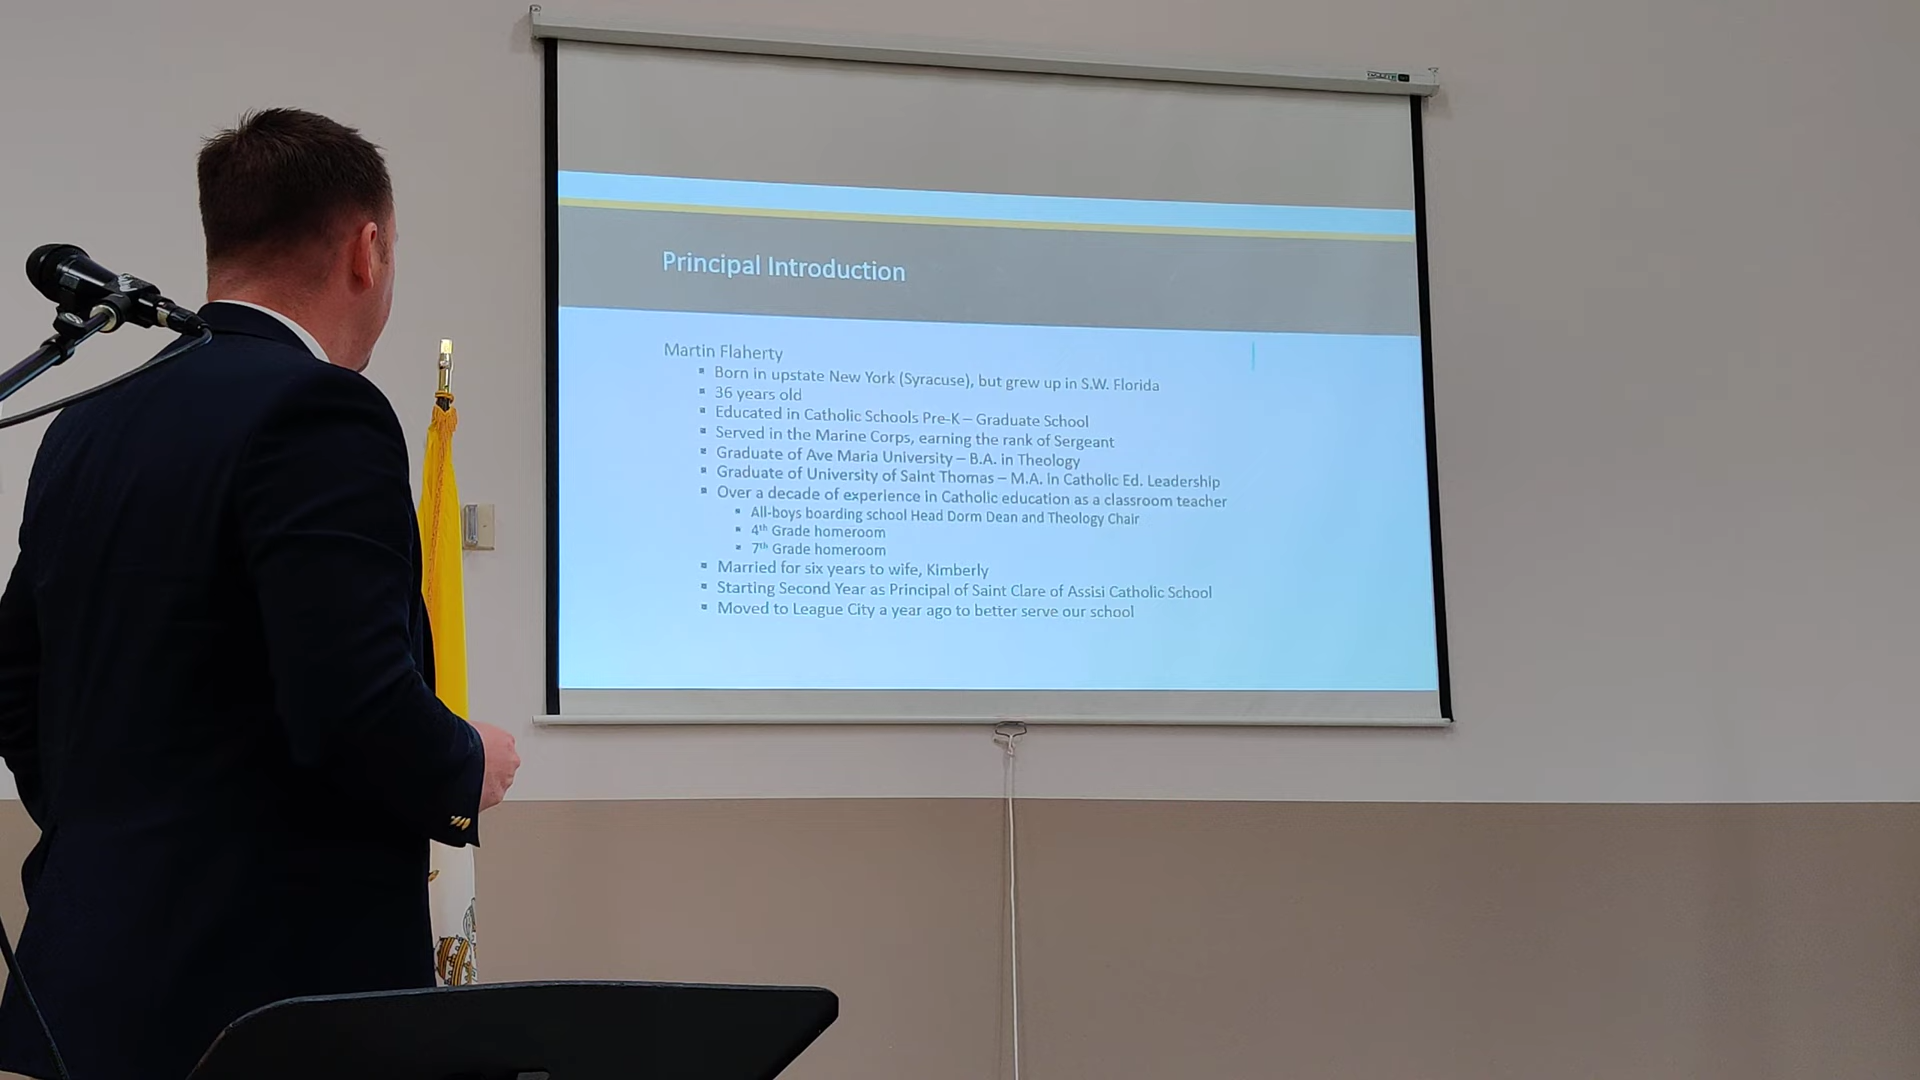 Principal Introduction
Martin Flaherty
Born in upstate New York (Syracuse), but grew up in S.W. Florida
36 years old
Educated in Catholic Schools Pre-K – Graduate School
Served in the Marine Corps, earning the rank of Sergeant
Graduate of Ave Maria University – B.A. in Theology
Graduate of University of Saint Thomas – M.A. in Catholic Ed. Leadership
Over a decade of experience in Catholic education as a classroom teacher
All-boys boarding school Head Dorm Dean and Theology Chair
4th Grade homeroom
7th Grade homeroom
Married for six years to wife, Kimberly
Starting Second Year as Principal of Saint Clare of Assisi Catholic School
Moved to League City a year ago to better serve our school